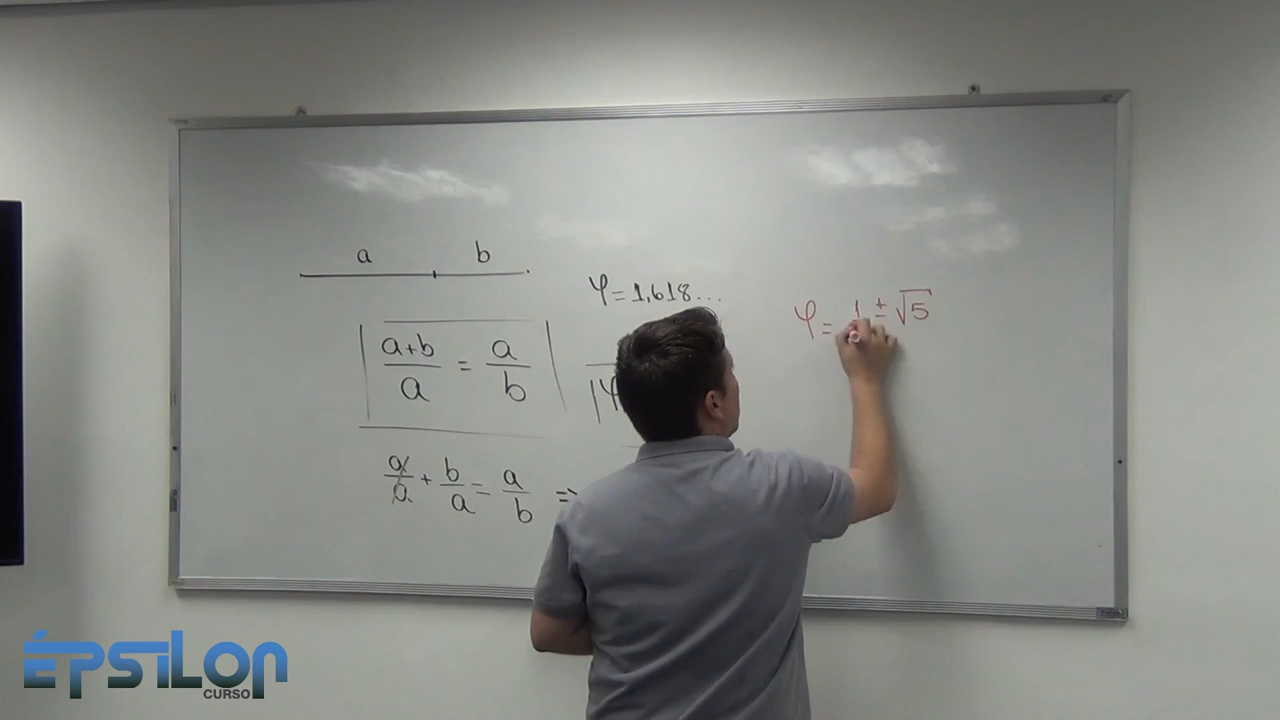 a b
φ = 1,618...
a+b/a = a/b
φ = 1 ± √5
a/a + b/a = a/b =>
ÉPSILON
CURSO